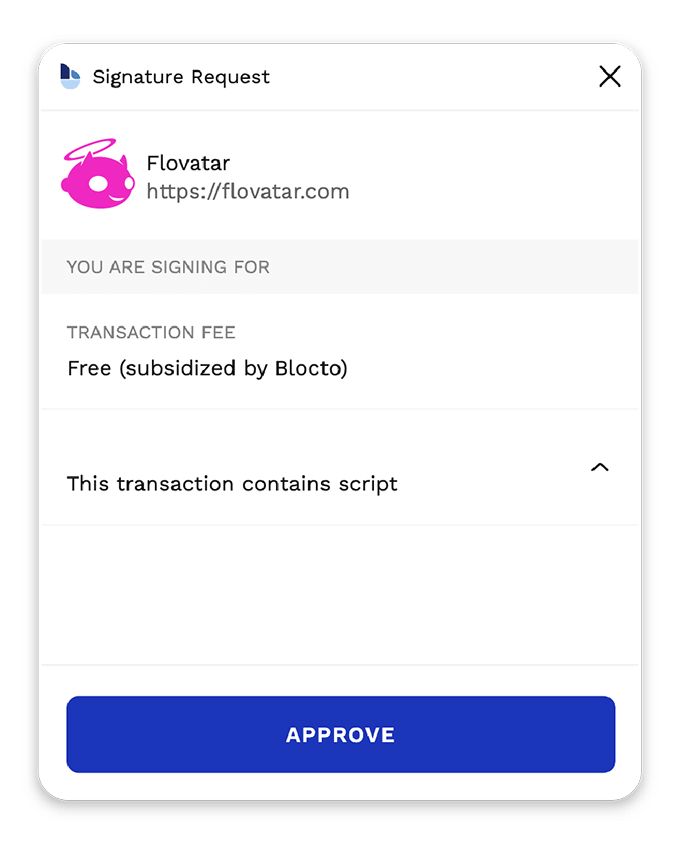 Signature Request
Flovatar
https://flovatar.com
YOU ARE SIGNING FOR
TRANSACTION FEE
Free (subsidized by Blocto)
This transaction contains script
APPROVE